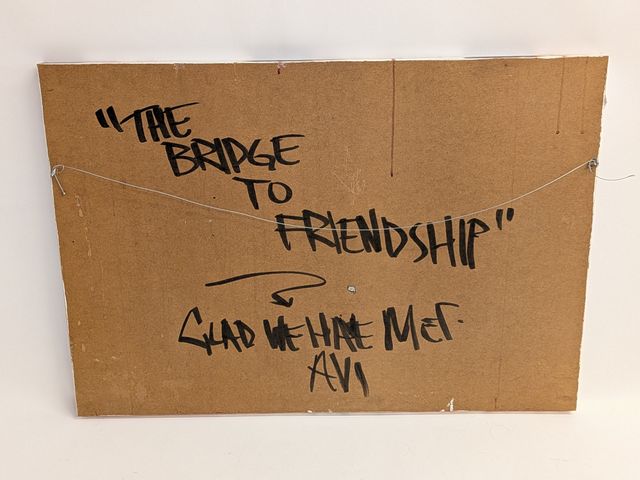 "THE
BRIDGE
TO
FRIENDSHIP"
GLAD WE HAVE MET.
AVI